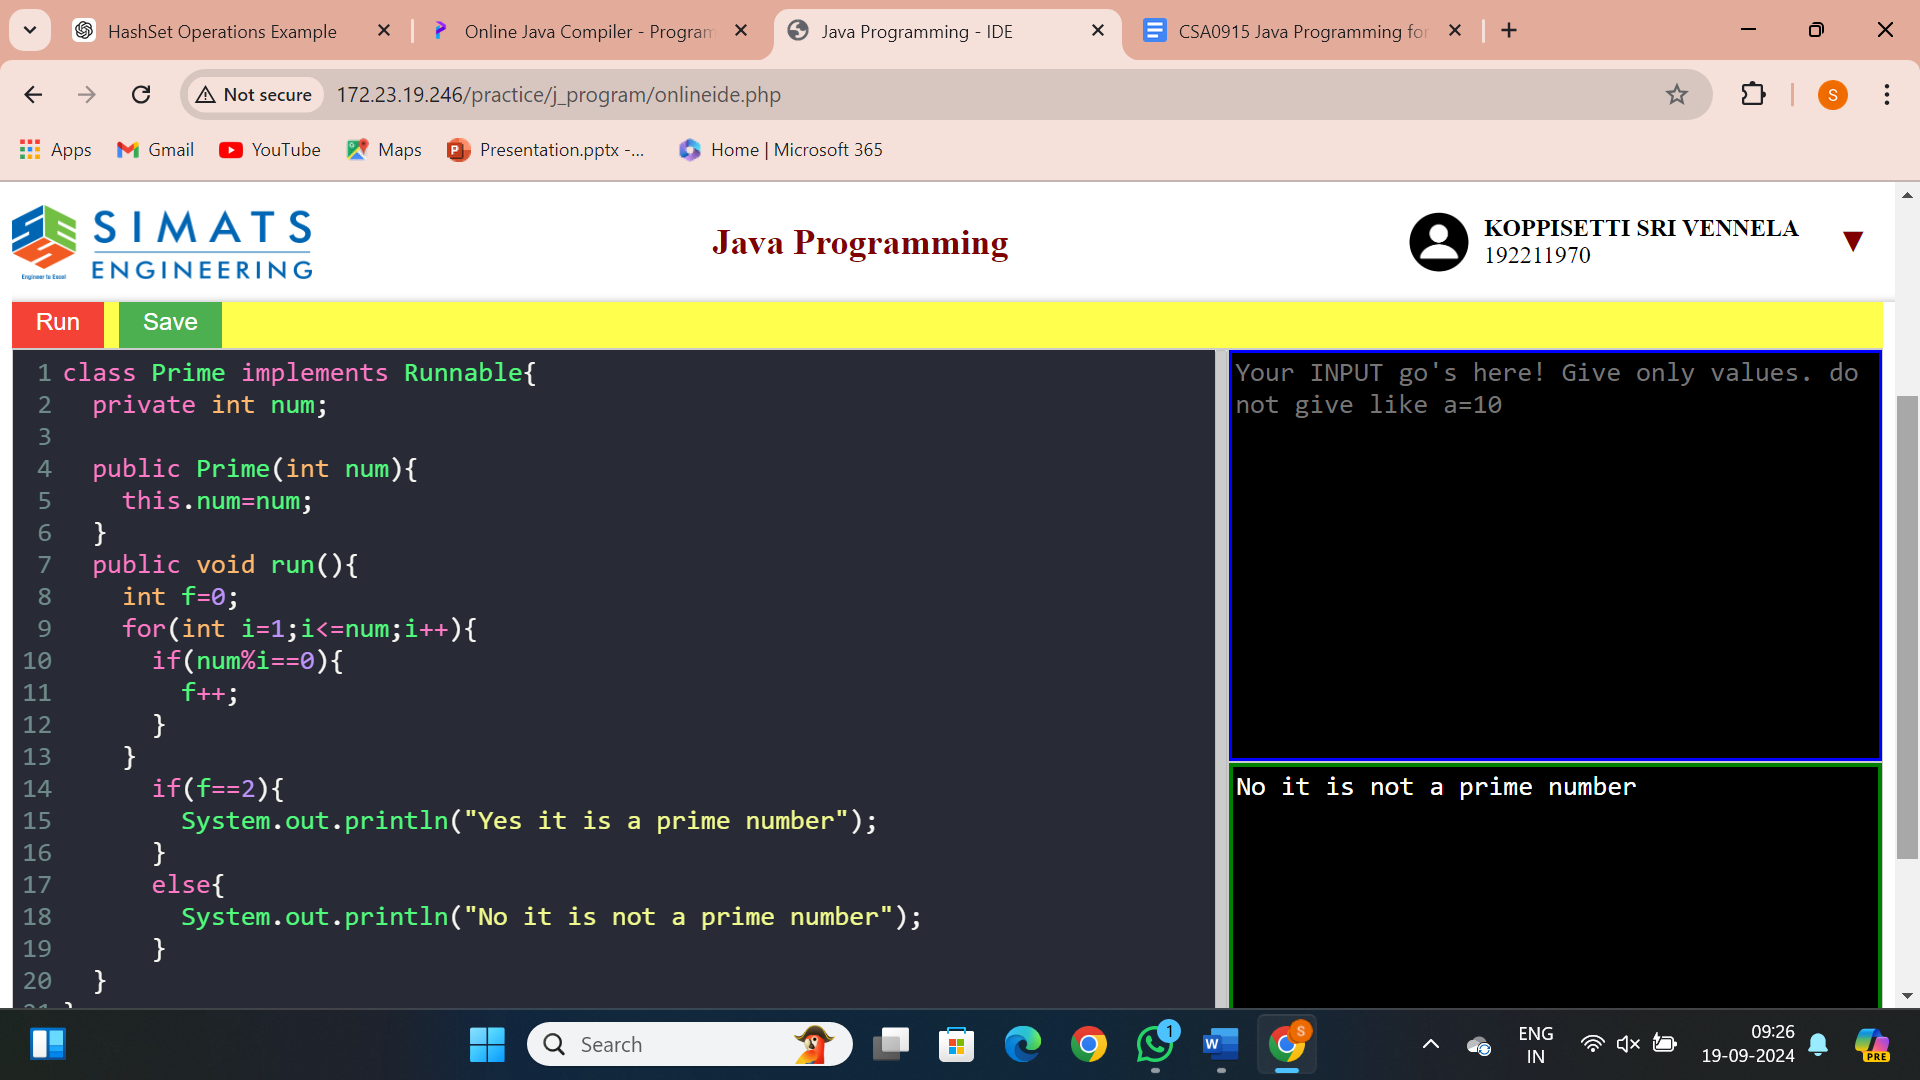 HashSet Operations Example
Online Java Compiler - Program
Java Programming - IDE
CSA0915 Java Programming for
Not secure
172.23.19.246/practice/j_program/onlineide.php
S
Apps
Gmail
YouTube
Maps
Presentation.pptx -...
Home | Microsoft 365
SIMATS
ENGINEERING
Engineer to Excel
Java Programming
KOPPISETTI SRI VENNELA
192211970
Run
Save
1 class Prime implements Runnable{
2 private int num;
3
4 public Prime(int num){
5 this.num=num;
6 }
7 public void run(){
8 int f=0;
9 for(int i=1;i<=num;i++){
10 if(num%i==0){
11 f++;
12 }
13 }
14 if(f==2){
15 System.out.println("Yes it is a prime number");
16 }
17 else{
18 System.out.println("No it is not a prime number");
19 }
20 }
21 }
Your INPUT go's here! Give only values. do
not give like a=10
No it is not a prime number
Search
1
W
S
ENG
IN
09:26
19-09-2024
PRE